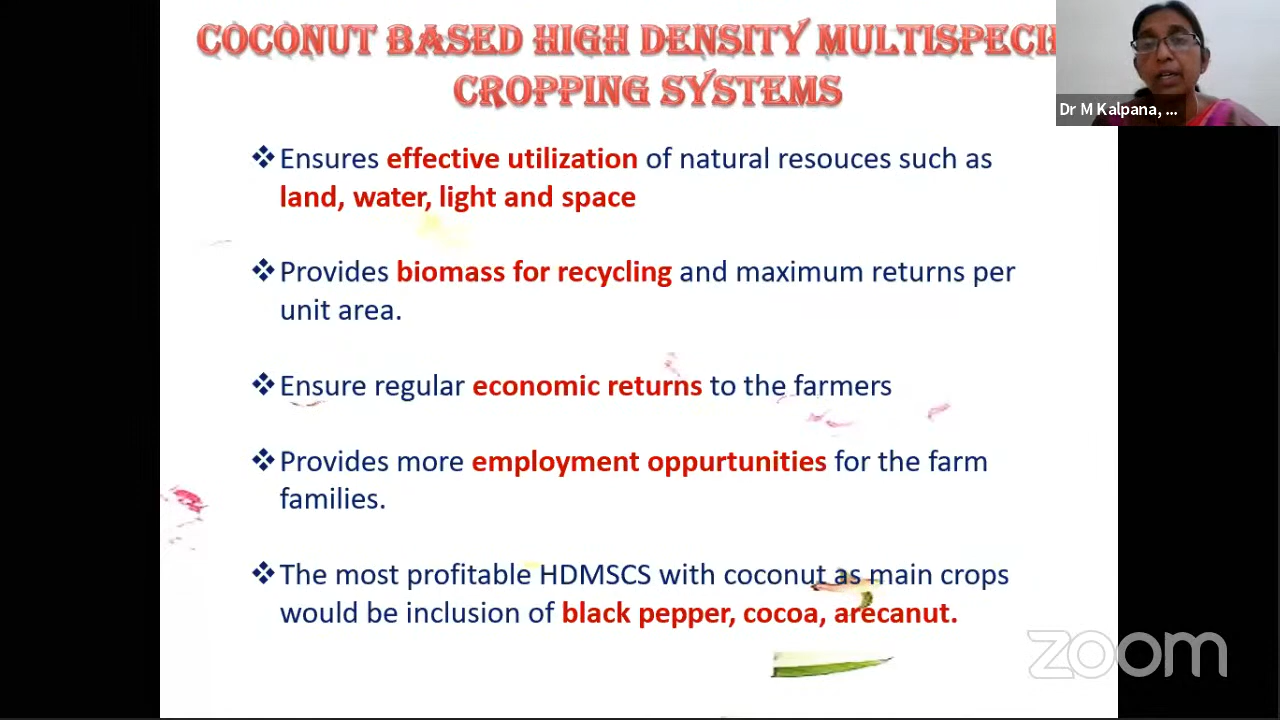 COCONUT BASED HIGH DENSITY MULTISPECI
CROPPING SYSTEMS
Dr M Kalpana, ...
❖Ensures effective utilization of natural resouces such as
land, water, light and space
❖Provides biomass for recycling and maximum returns per
unit area.
❖Ensure regular economic returns to the farmers
❖Provides more employment oppurtunities for the farm
families.
❖The most profitable HDMSCS with coconut as main crops
would be inclusion of black pepper, cocoa, arecanut.
zoom